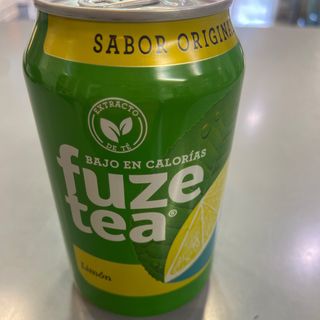 SABOR ORIGINAL
EXTRACTO
DE TÉ
BAJO EN CALORÍAS
fuze
tea®
Limón